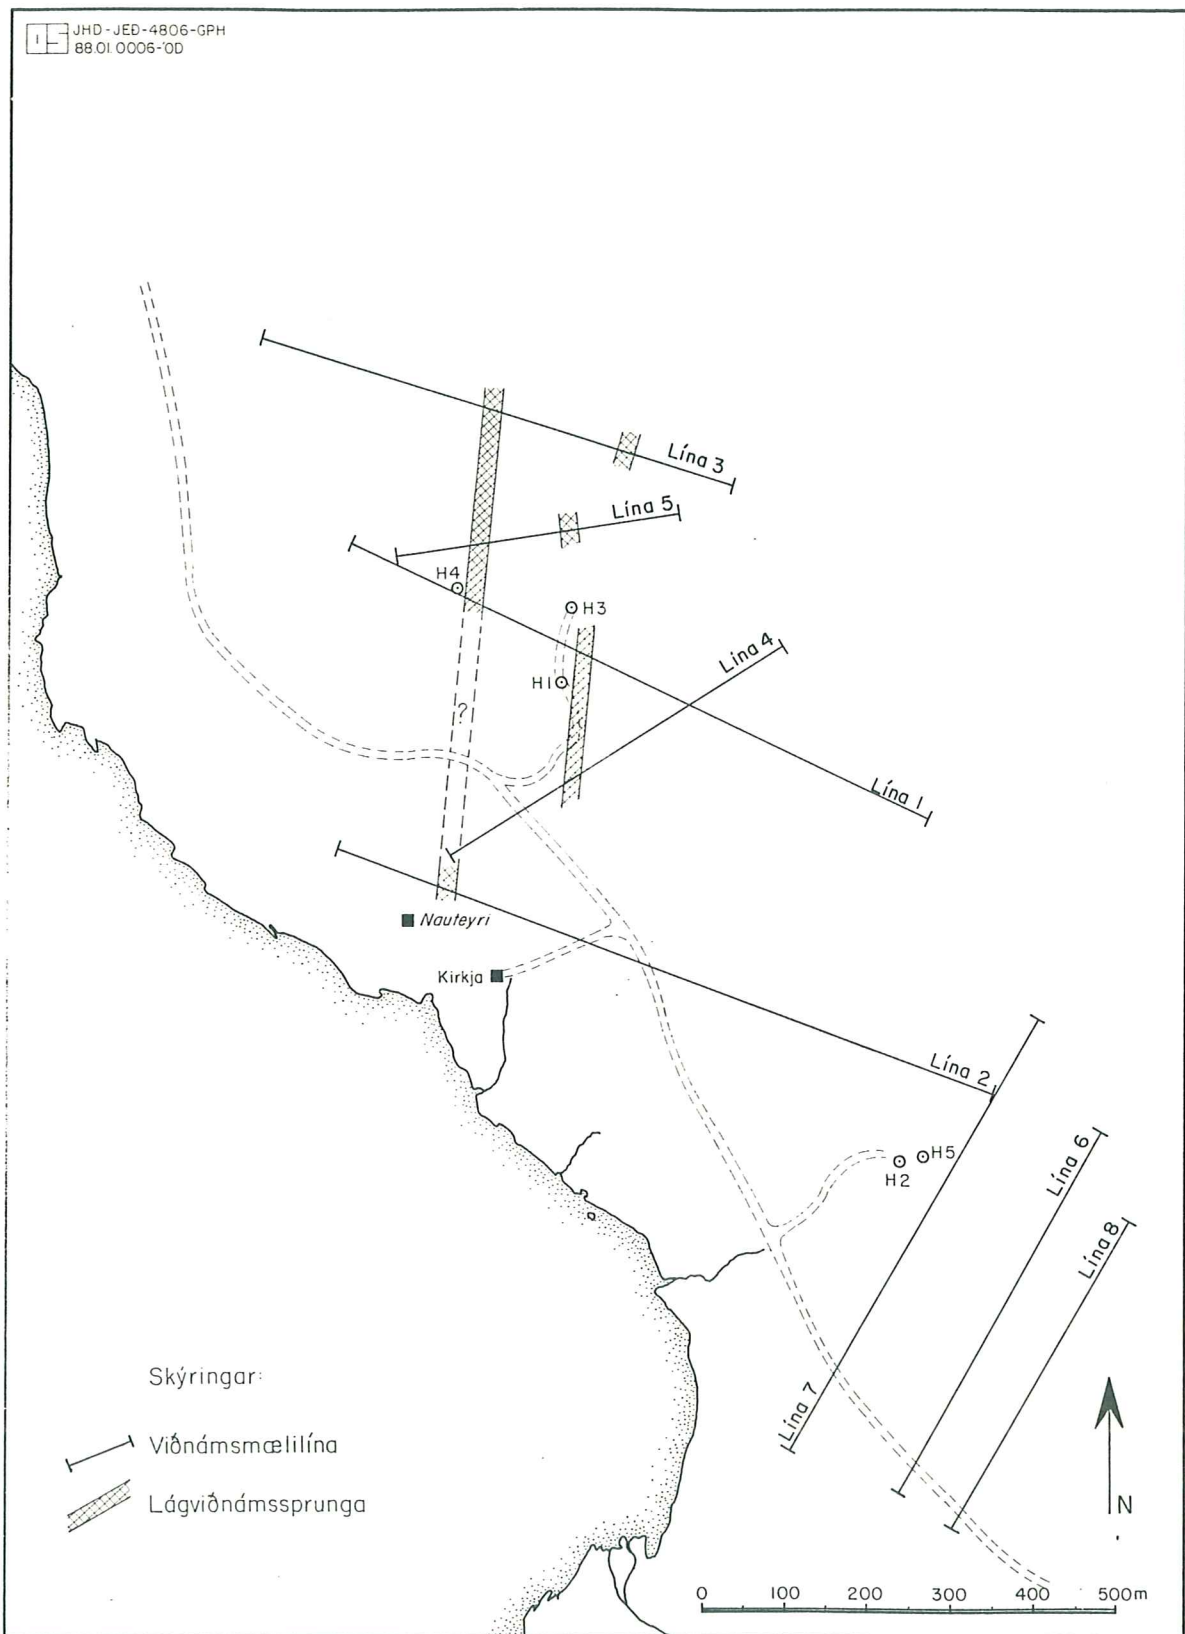 JHD-JED-4806-GPH
88.01.0006-OD
Lína 3
Lína 5
H4
H3
Lína 4
H1
?
Lína 1
Nauteyri
Kirkja
Lína 2
H5
H2
Lína 6
Lína 8
Lína 7
Skýringar:
Viðnámsmælilína
Lágviðnámssprunga
N
0 100 200 300 400 500m